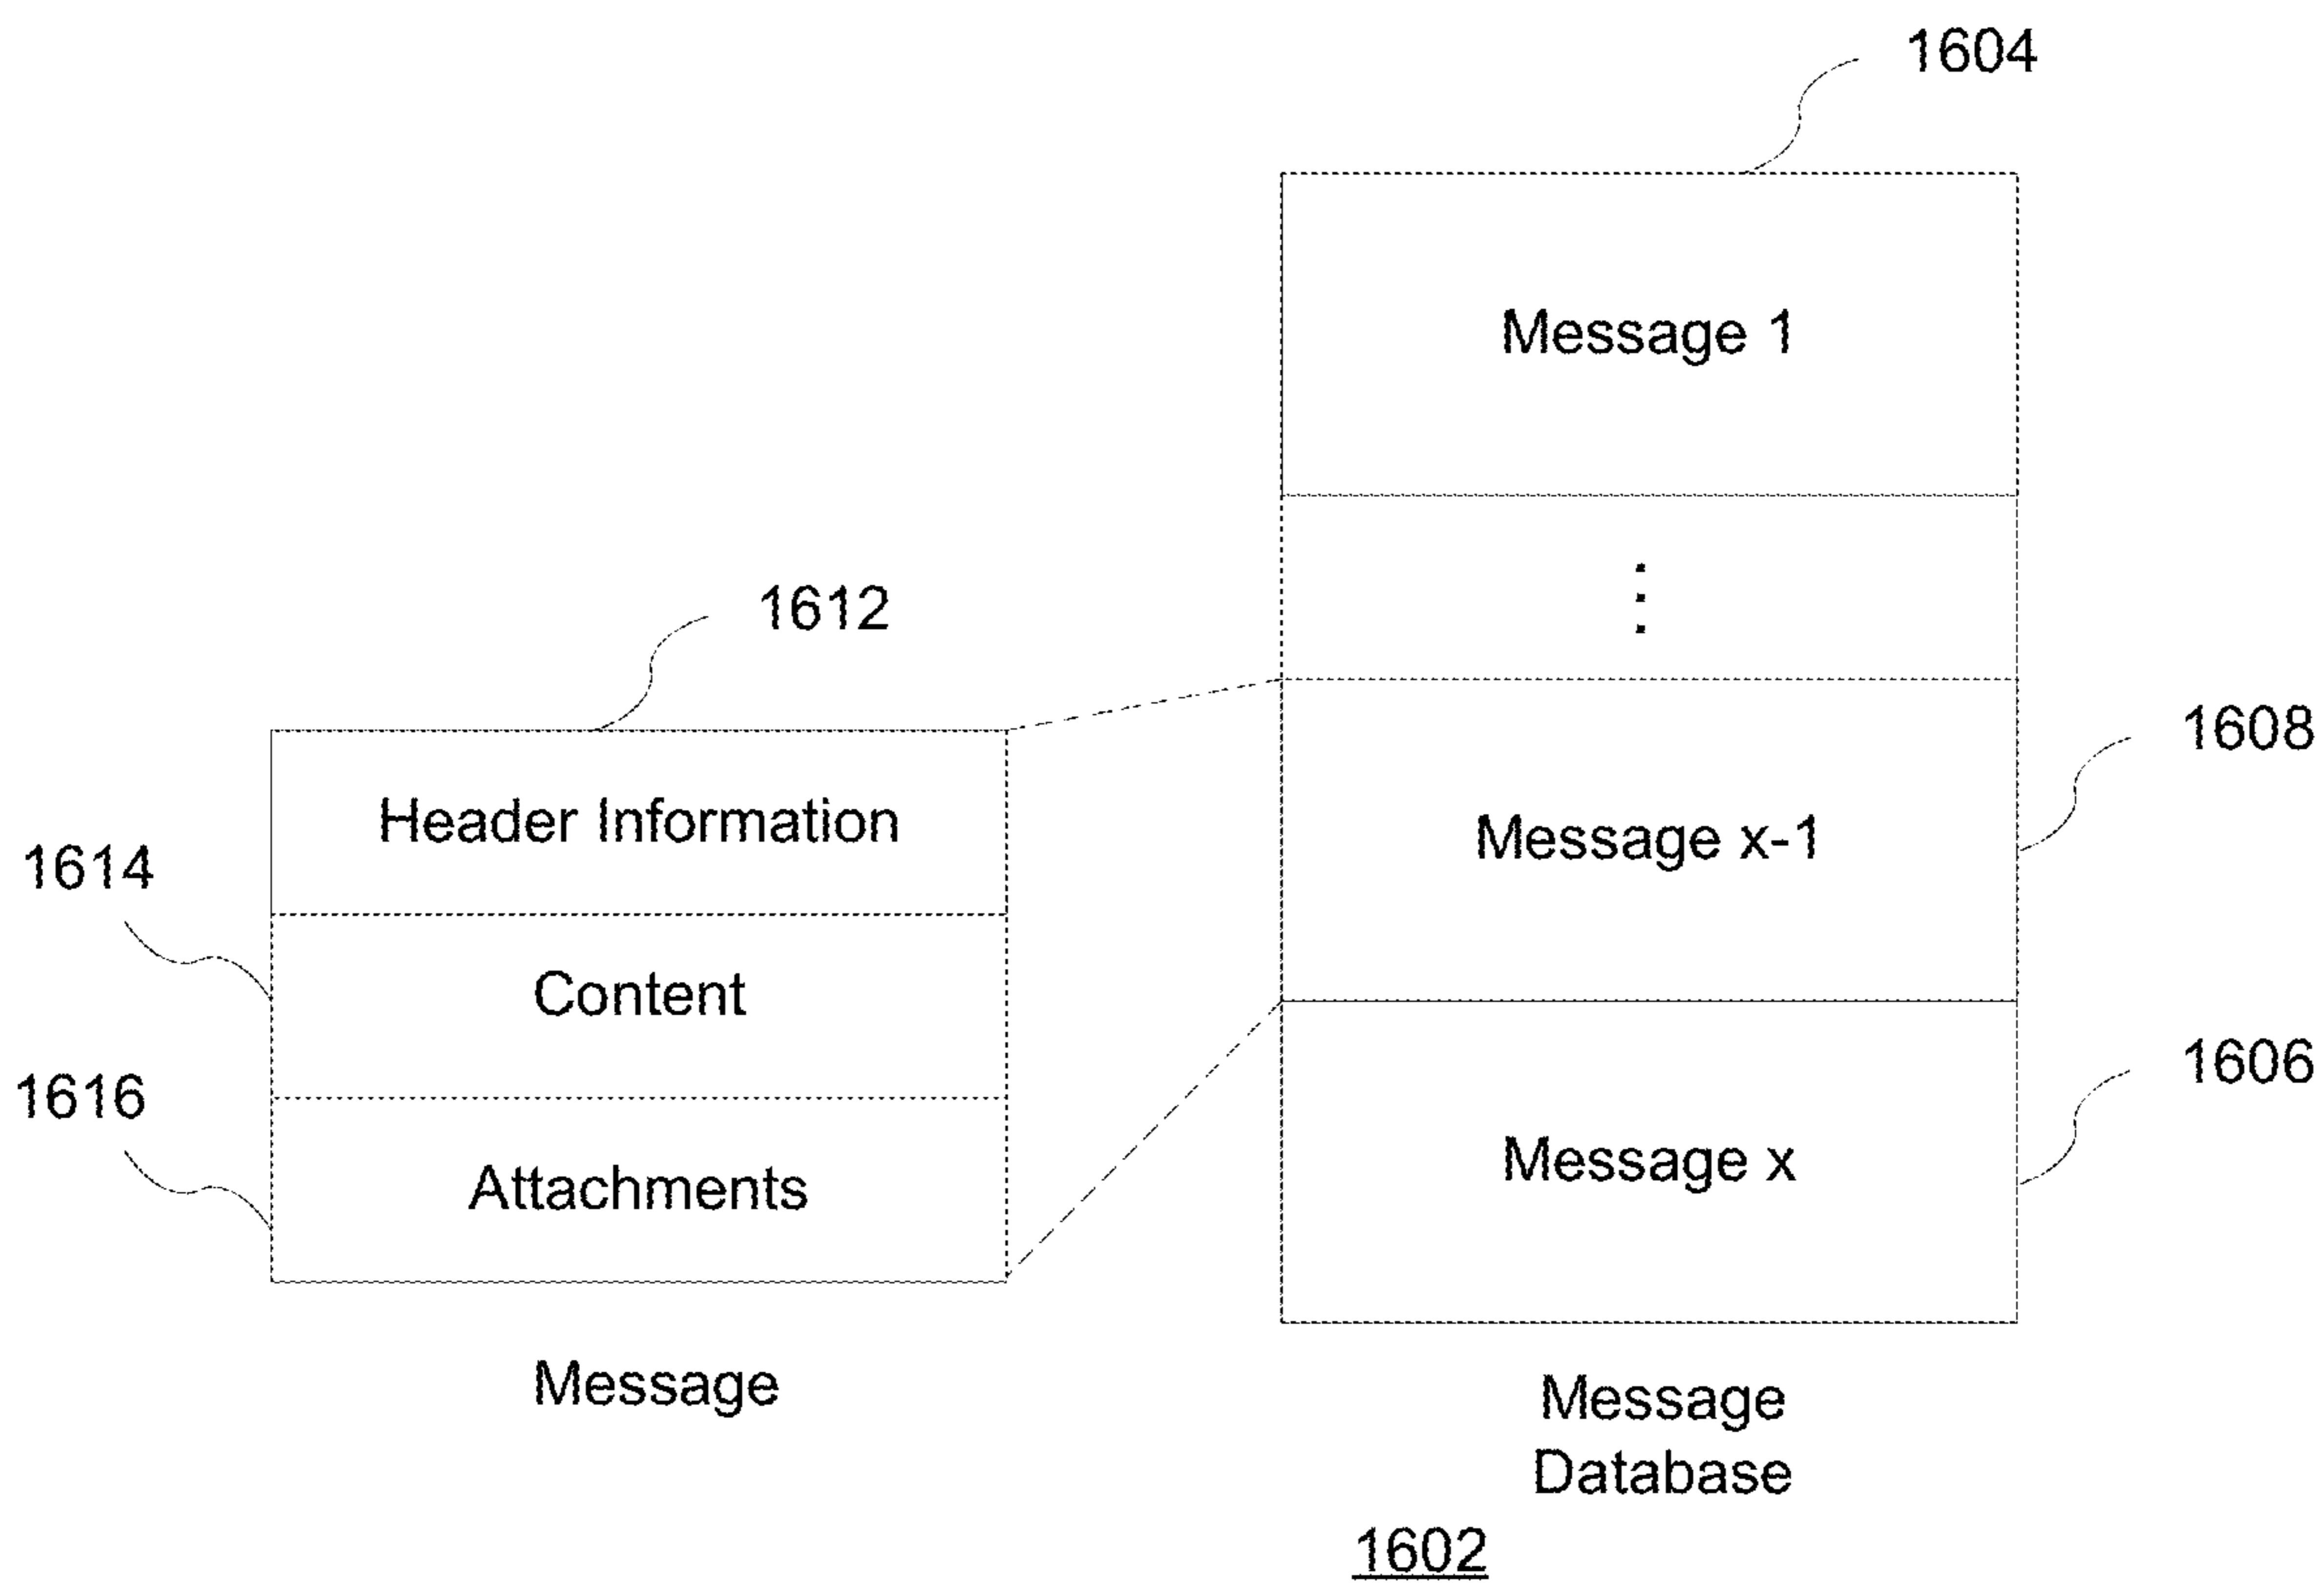 1604
Message 1
⋮
1612
1608
Header Information
Message x-1
1614
Content
1606
1616
Attachments
Message x
Message
Message
Database
1602